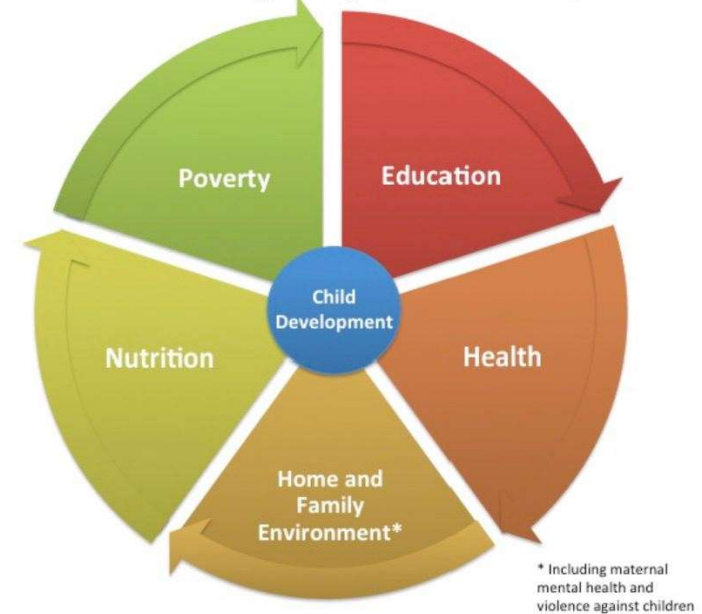 Poverty
Education
Child
Development
Nutrition
Health
Home and
Family
Environment*
* Including maternal
mental health and
violence against children